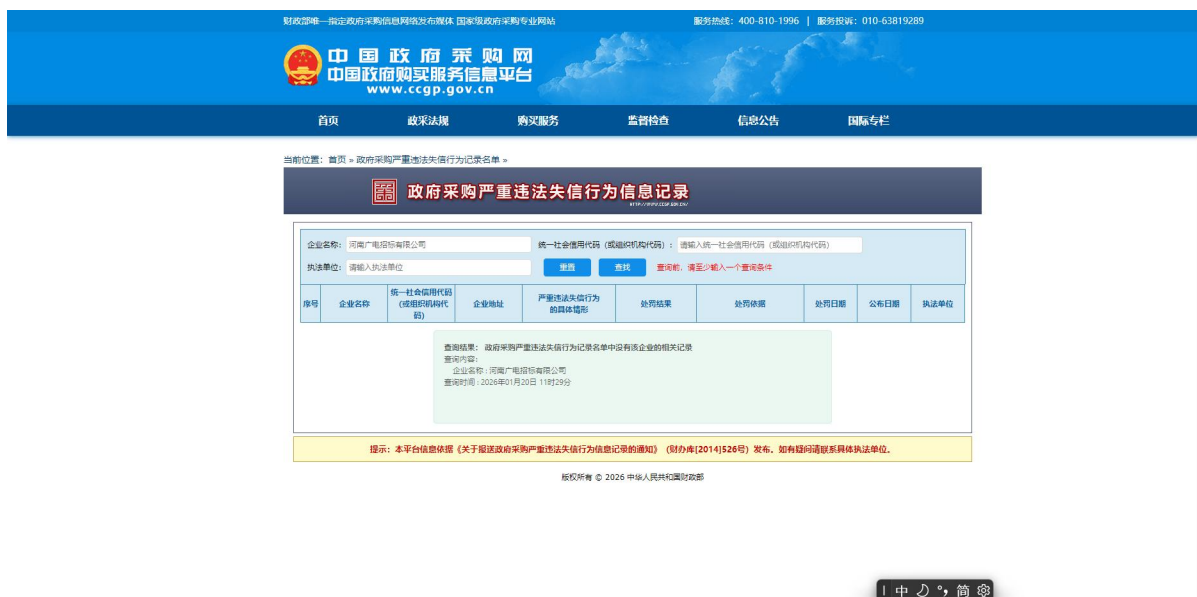 财政部唯一指定政府采购信息网络发布媒体 国家级政府采购专业网站 服务热线：400-810-1996 | 服务投诉：010-63819289
中国政府采购网
中国政府购买服务信息平台
www.ccgp.gov.cn
首页 政采法规 购买服务 监督检查 信息公告 国际专栏
当前位置：首页 » 政府采购严重违法失信行为记录名单 »
政府采购严重违法失信行为信息记录
HTTP://WWW.CCGP.GOV.CN/
企业名称： 河南广电招标有限公司 统一社会信用代码（或组织机构代码）： 请输入统一社会信用代码（或组织机构代码）
执法单位： 请输入执法单位 重置 查找 查询前，请至少输入一个查询条件
序号 企业名称 统一社会信用代码（或组织机构代码） 企业地址 严重违法失信行为的具体情形 处罚结果 处罚依据 处罚日期 公布日期 执法单位
查询结果： 政府采购严重违法失信行为记录名单中没有该企业的相关记录
查询内容：
企业名称 : 河南广电招标有限公司
查询时间 : 2026年01月20日 11时29分
提示：本平台信息依据《关于报送政府采购严重违法失信行为信息记录的通知》（财办库[2014]526号）发布。如有疑问请联系具体执法单位。
版权所有 © 2026 中华人民共和国财政部
中 简